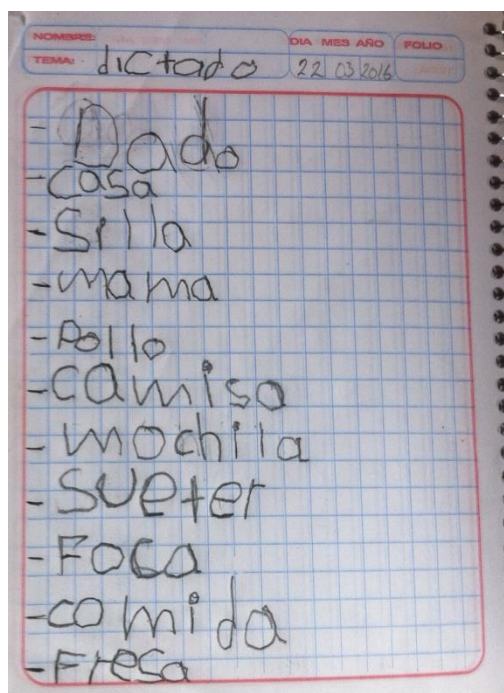 NOMBRE:
DIA MES AÑO FOLIO
TEMA: dictado 22 03 2016
- Dado
- casa
- Silla
- mama
- Pollo
- camisa
- mochila
- Sueter
- Foca
- comida
- Fresa